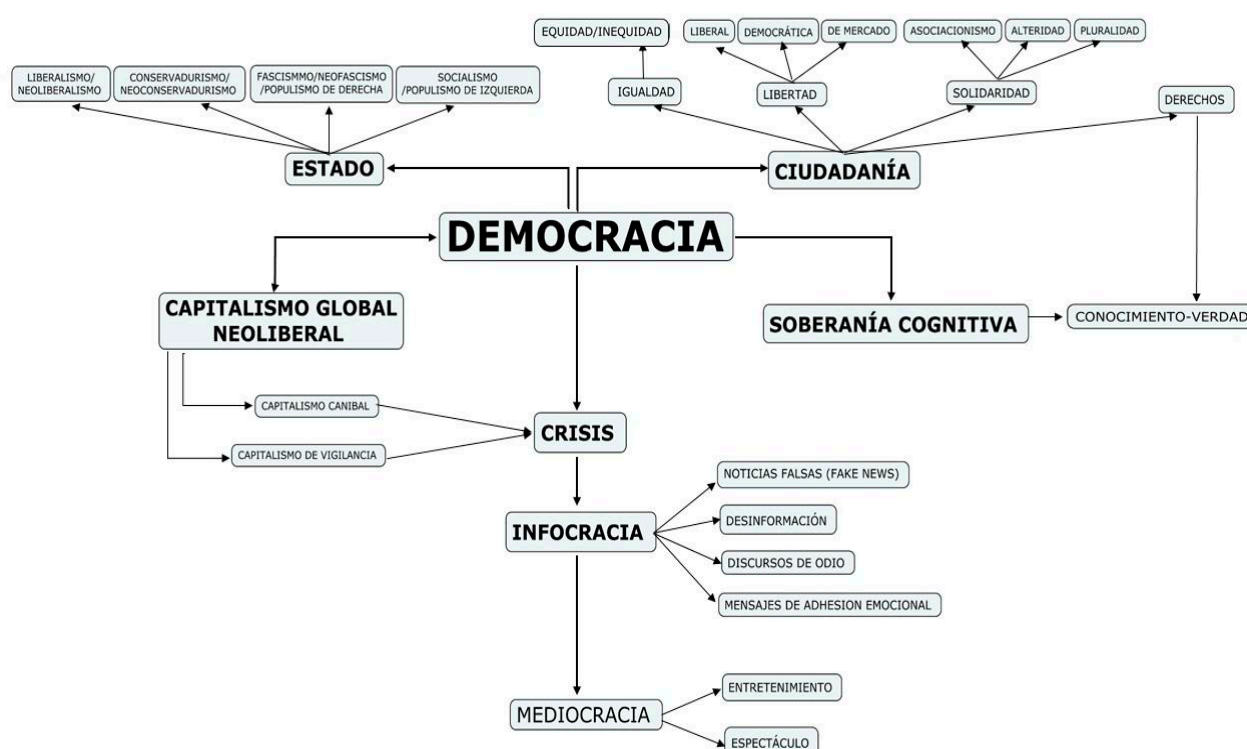 EQUIDAD/INEQUIDAD
LIBERAL
DEMOCRÁTICA
DE MERCADO
ASOCIACIONISMO
ALTERIDAD
PLURALIDAD
LIBERALISMO/
NEOLIBERALISMO
CONSERVADURISMO/
NEOCONSERVADURISMO
FASCISMMO/NEOFASCISMO
/POPULISMO DE DERECHA
SOCIALISMO
/POPULISMO DE IZQUIERDA
IGUALDAD
LIBERTAD
SOLIDARIDAD
DERECHOS
ESTADO
CIUDADANÍA
DEMOCRACIA
CAPITALISMO GLOBAL
NEOLIBERAL
SOBERANÍA COGNITIVA
CONOCIMIENTO-VERDAD
CAPITALISMO CANIBAL
CAPITALISMO DE VIGILANCIA
CRISIS
NOTICIAS FALSAS (FAKE NEWS)
DESINFORMACIÓN
INFOCRACIA
DISCURSOS DE ODIO
MENSAJES DE ADHESION EMOCIONAL
ENTRETENIMIENTO
MEDIOCRACIA
ESPECTÁCULO